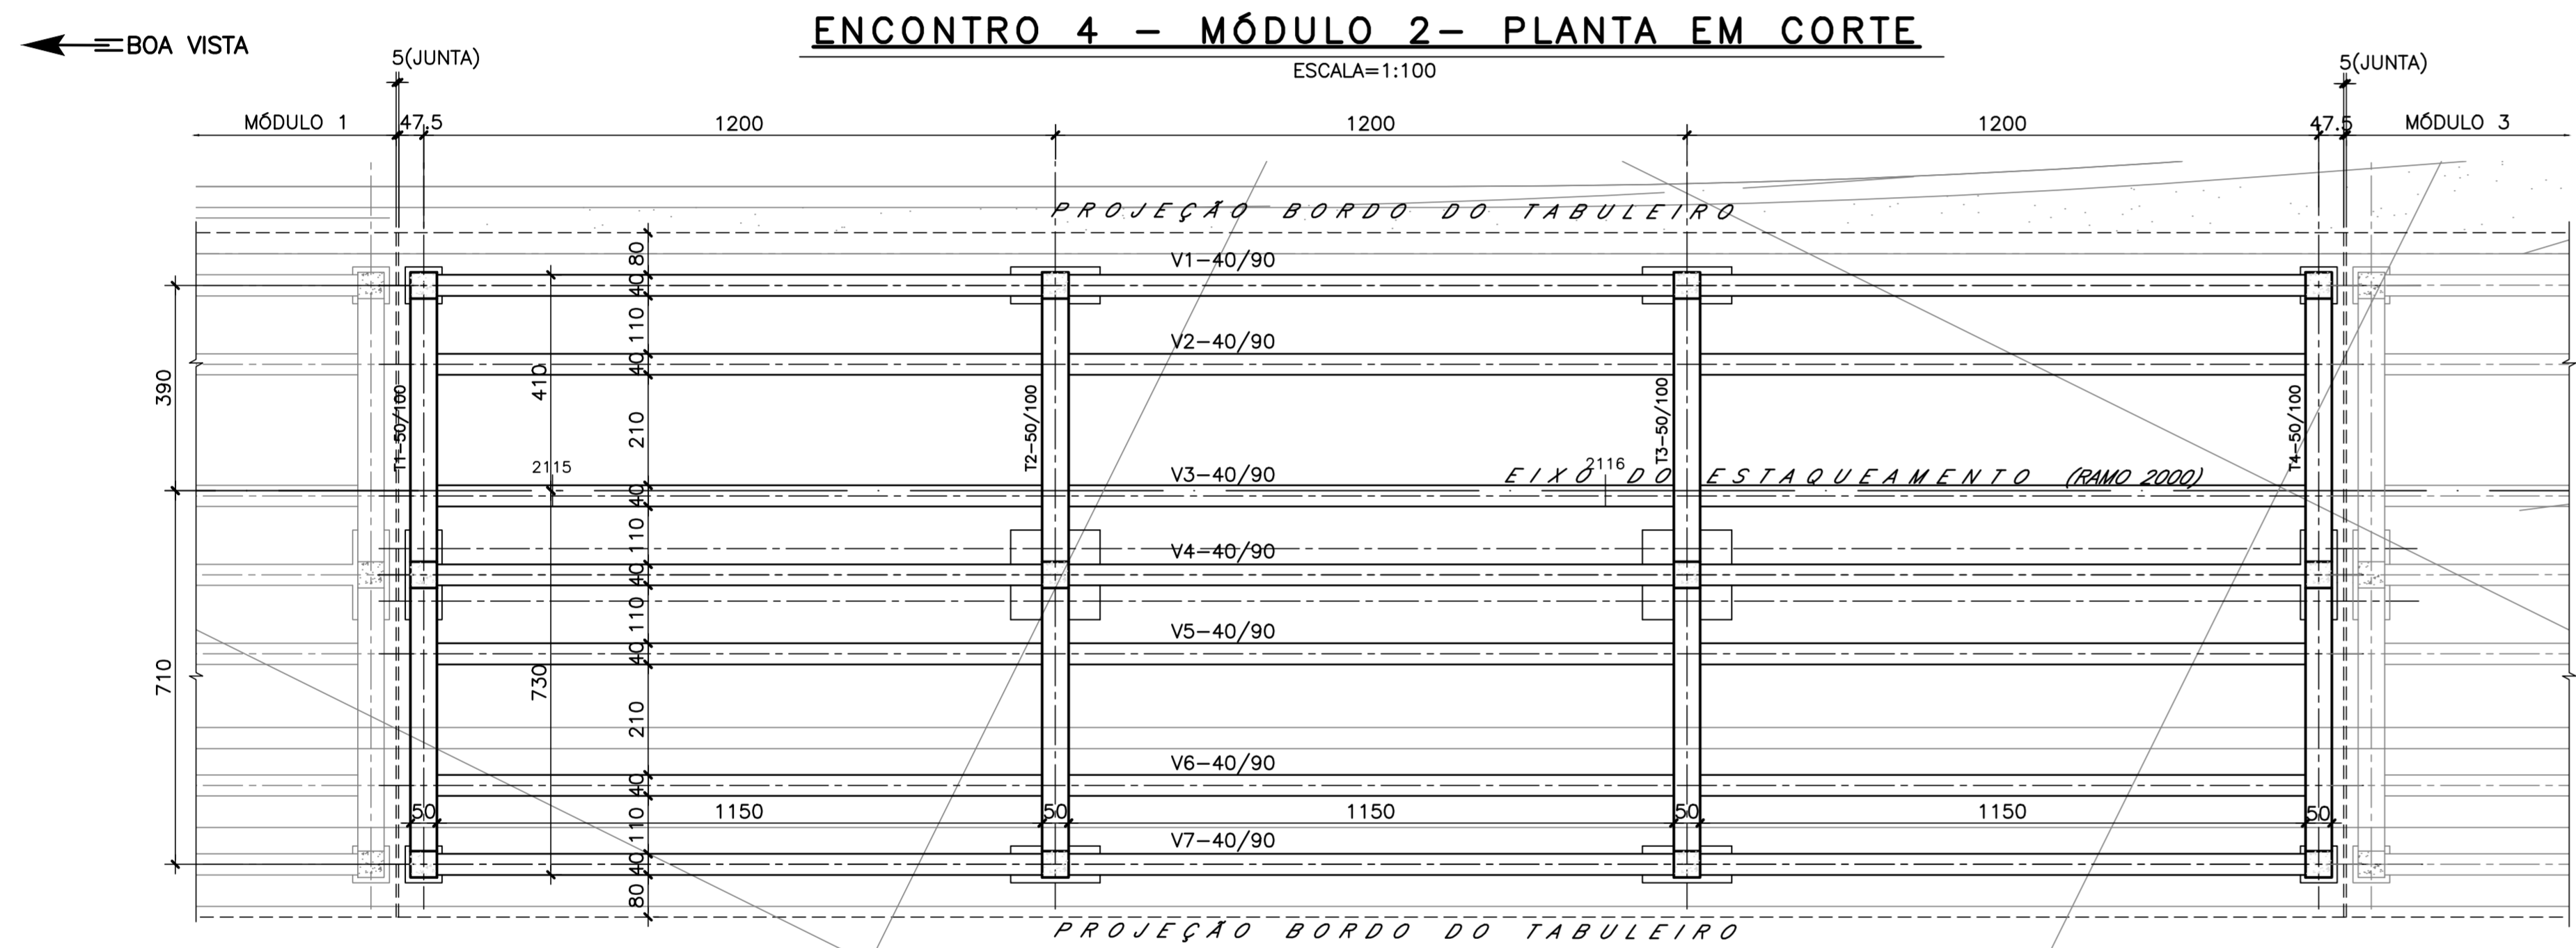 ENCONTRO 4 - MÓDULO 2- PLANTA EM CORTE
BOA VISTA
ESCALA=1:100
5(JUNTA)
5(JUNTA)
MÓDULO 1
47.5
1200
1200
1200
47.5
MÓDULO 3
PROJEÇÃO BORDO DO TABULEIRO
80
V1-40/90
40
110
V2-40/90
40
390
410
T1-50/100
T2-50/100
T3-50/100
T4-50/100
210
2115
V3-40/90
2116
EIXO DO ESTAQUEAMENTO (RAMO 2000)
40
110
V4-40/90
40
110
V5-40/90
40
710
730
210
V6-40/90
40
50
1150
50
1150
50
1150
50
110
V7-40/90
40
80
PROJEÇÃO BORDO DO TABULEIRO